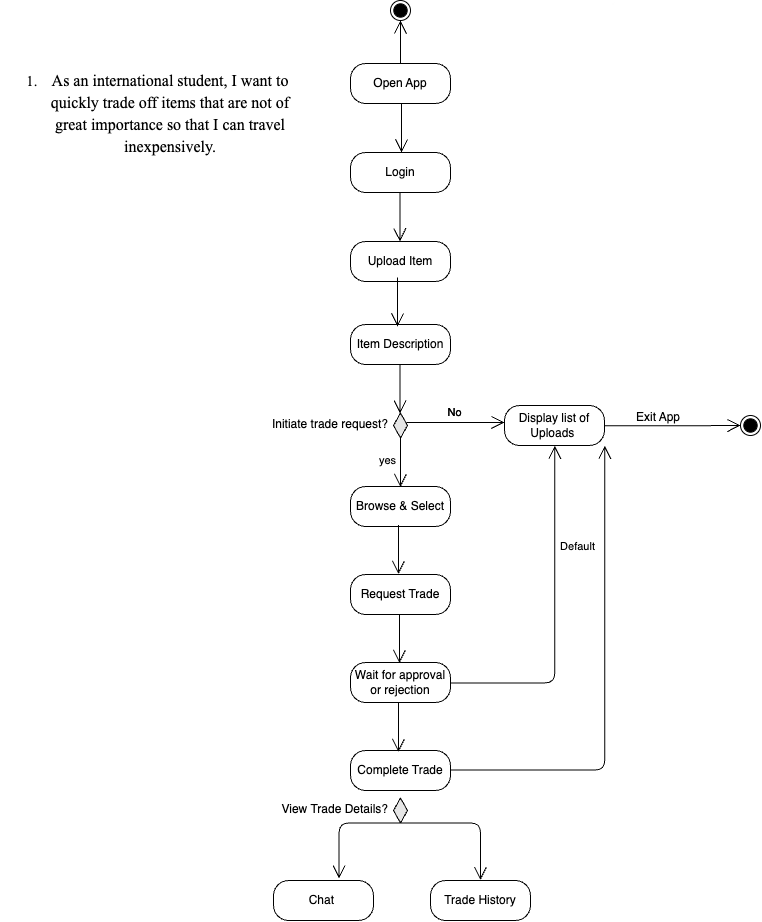 Open App
1. As an international student, I want to
quickly trade off items that are not of
great importance so that I can travel
inexpensively.
Login
Upload Item
Item Description
Initiate trade request?
No
Display list of
Uploads
Exit App
yes
Browse & Select
Default
Request Trade
Wait for approval
or rejection
Complete Trade
View Trade Details?
Chat
Trade History